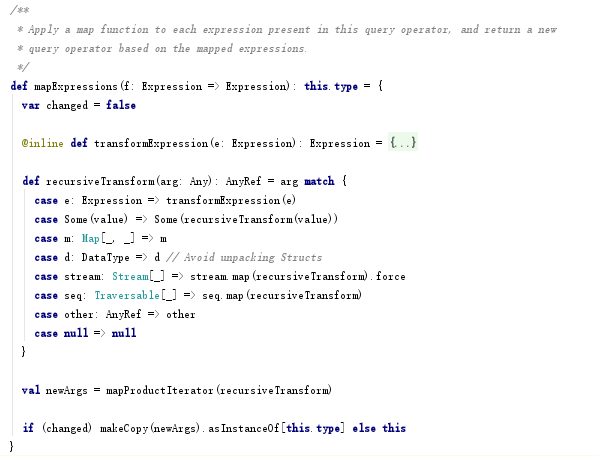 /**
 * Apply a map function to each expression present in this query operator, and return a new
 * query operator based on the mapped expressions.
 */
def mapExpressions(f: Expression => Expression): this.type = {
  var changed = false

  @inline def transformExpression(e: Expression): Expression = {...}

  def recursiveTransform(arg: Any): AnyRef = arg match {
    case e: Expression => transformExpression(e)
    case Some(value) => Some(recursiveTransform(value))
    case m: Map[_, _] => m
    case d: DataType => d // Avoid unpacking Structs
    case stream: Stream[_] => stream.map(recursiveTransform).force
    case seq: Traversable[_] => seq.map(recursiveTransform)
    case other: AnyRef => other
    case null => null
  }

  val newArgs = mapProductIterator(recursiveTransform)

  if (changed) makeCopy(newArgs).asInstanceOf[this.type] else this
}